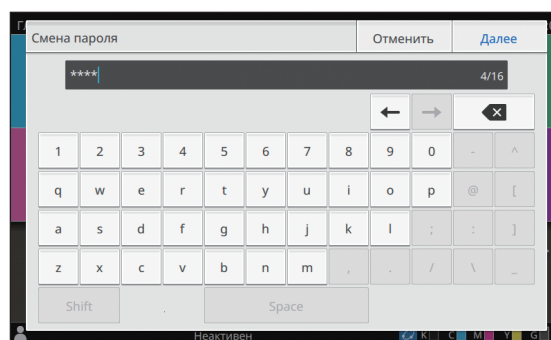 Смена пароля Отменить Далее
**** 4/16
← →
1 2 3 4 5 6 7 8 9 0 - ^
q w e r t y u i o p @ [
a s d f g h j k l ; : ]
z x c v b n m , . / \ _
Shift Space
Неактивен K C M Y G